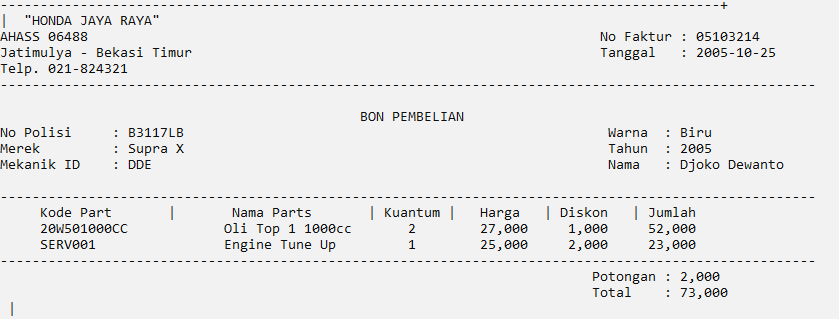 "HONDA JAYA RAYA"
AHASS 06488 No Faktur : 05103214
Jatimulya - Bekasi Timur Tanggal : 2005-10-25
Telp. 021-824321
BON PEMBELIAN
No Polisi : B3117LB Warna : Biru
Merek : Supra X Tahun : 2005
Mekanik ID : DDE Nama : Djoko Dewanto
Kode Part | Nama Parts | Kuantum | Harga | Diskon | Jumlah
20W501000CC Oli Top 1 1000cc 2 27,000 1,000 52,000
SERV001 Engine Tune Up 1 25,000 2,000 23,000
Potongan : 2,000
Total : 73,000